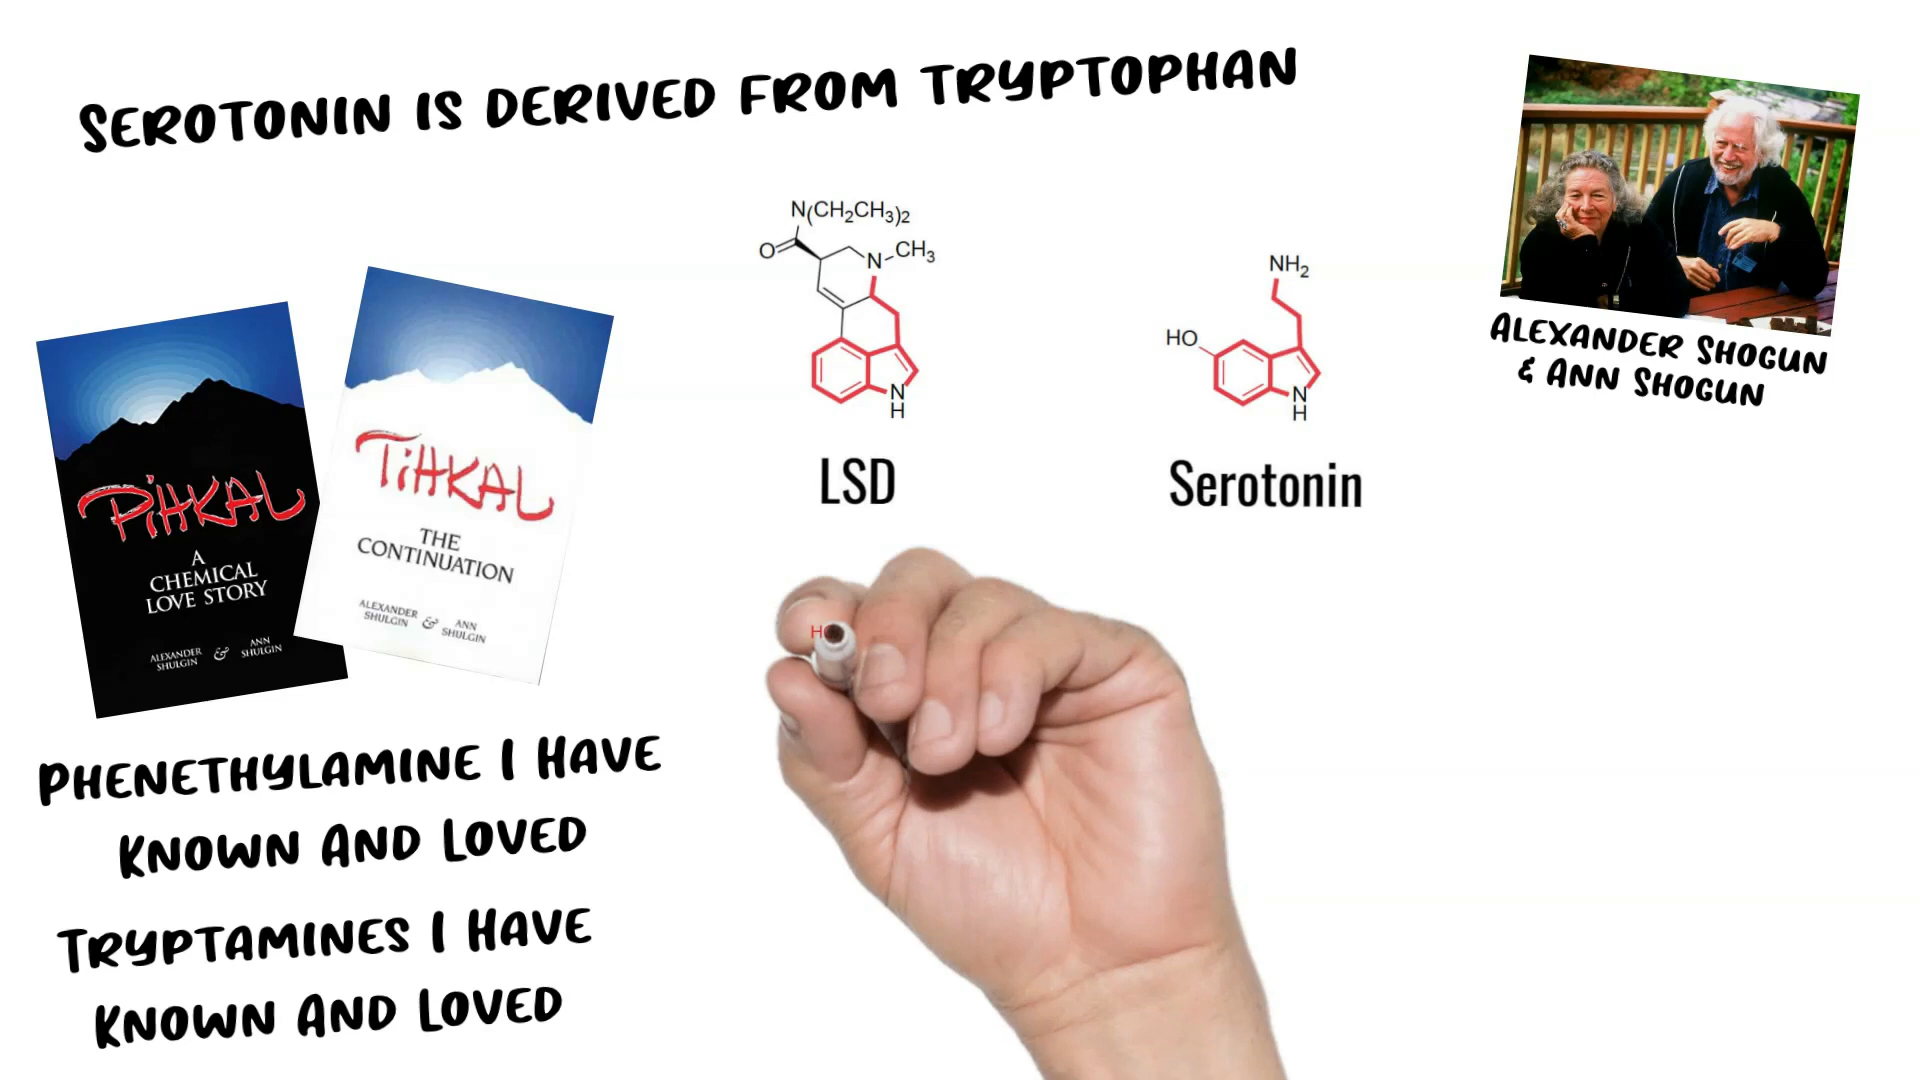 SEROTONIN IS DERIVED FROM TRYPTOPHAN
ALEXANDER SHOGUN
& ANN SHOGUN
N(CH₂CH₃)₂
O
N
CH₃
N
H
LSD
NH₂
HO
N
H
Serotonin
PiHKAL
A
CHEMICAL
LOVE STORY
ALEXANDER
SHULGIN
&
ANN
SHULGIN
TiHKAL
THE
CONTINUATION
ALEXANDER
SHULGIN
&
ANN
SHULGIN
H
PHENETHYLAMINE I HAVE
KNOWN AND LOVED
TRYPTAMINES I HAVE
KNOWN AND LOVED